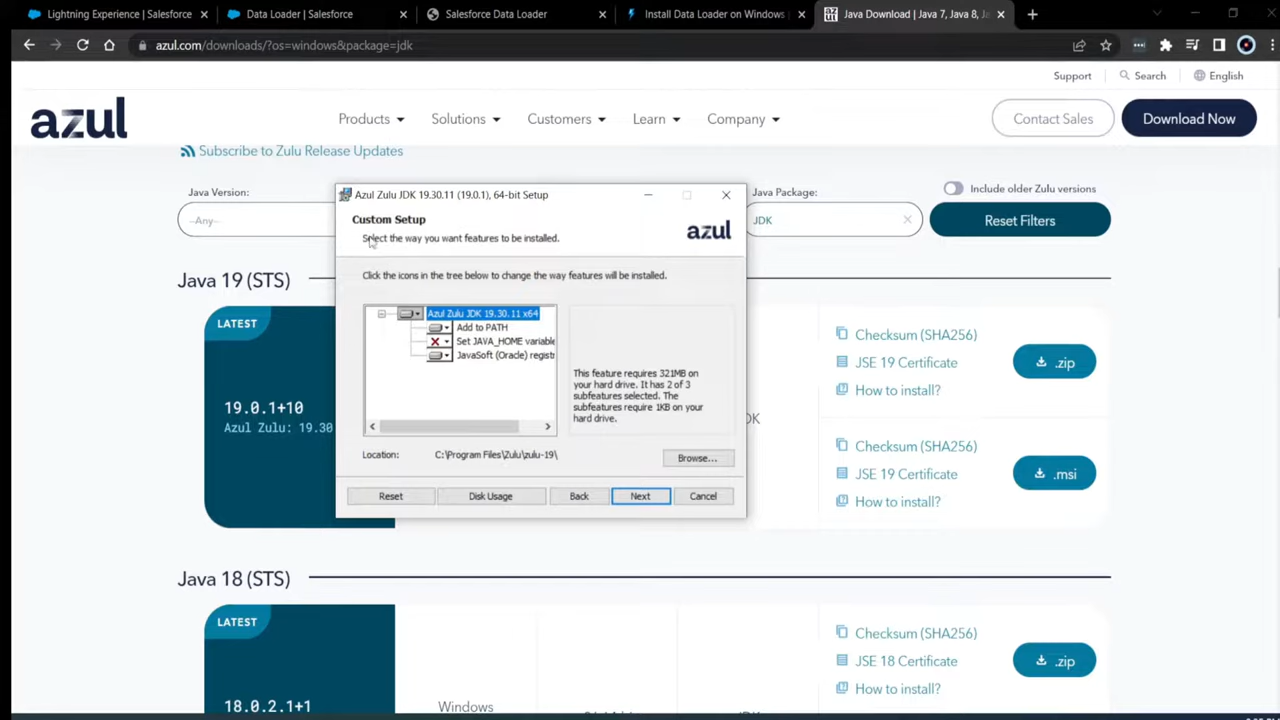 Lightning Experience | Salesforce
Data Loader | Salesforce
Salesforce Data Loader
Install Data Loader on Windows |
Java Download | Java 7, Java 8, Ja
azul.com/downloads/?os=windows&package=jdk
Support
Search
English
azul
Products
Solutions
Customers
Learn
Company
Contact Sales
Download Now
Subscribe to Zulu Release Updates
Java Version:
Java Package:
Include older Zulu versions
--Any--
JDK
Reset Filters
Azul Zulu JDK 19.30.11 (19.0.1), 64-bit Setup
Custom Setup
Select the way you want features to be installed.
azul
Click the icons in the tree below to change the way features will be installed.
Azul Zulu JDK 19.30.11 x64
Add to PATH
Set JAVA_HOME variable
JavaSoft (Oracle) registr
This feature requires 321MB on
your hard drive. It has 2 of 3
subfeatures selected. The
subfeatures require 1KB on your
hard drive.
Location:
C:\Program Files\Zulu\zulu-19\
Browse...
Reset
Disk Usage
Back
Next
Cancel
Java 19 (STS)
LATEST
19.0.1+10
Azul Zulu: 19.30
DK
Checksum (SHA256)
JSE 19 Certificate
How to install?
.zip
Checksum (SHA256)
JSE 19 Certificate
How to install?
.msi
Java 18 (STS)
LATEST
18.0.2.1+1
Windows
Checksum (SHA256)
JSE 18 Certificate
How to install?
.zip